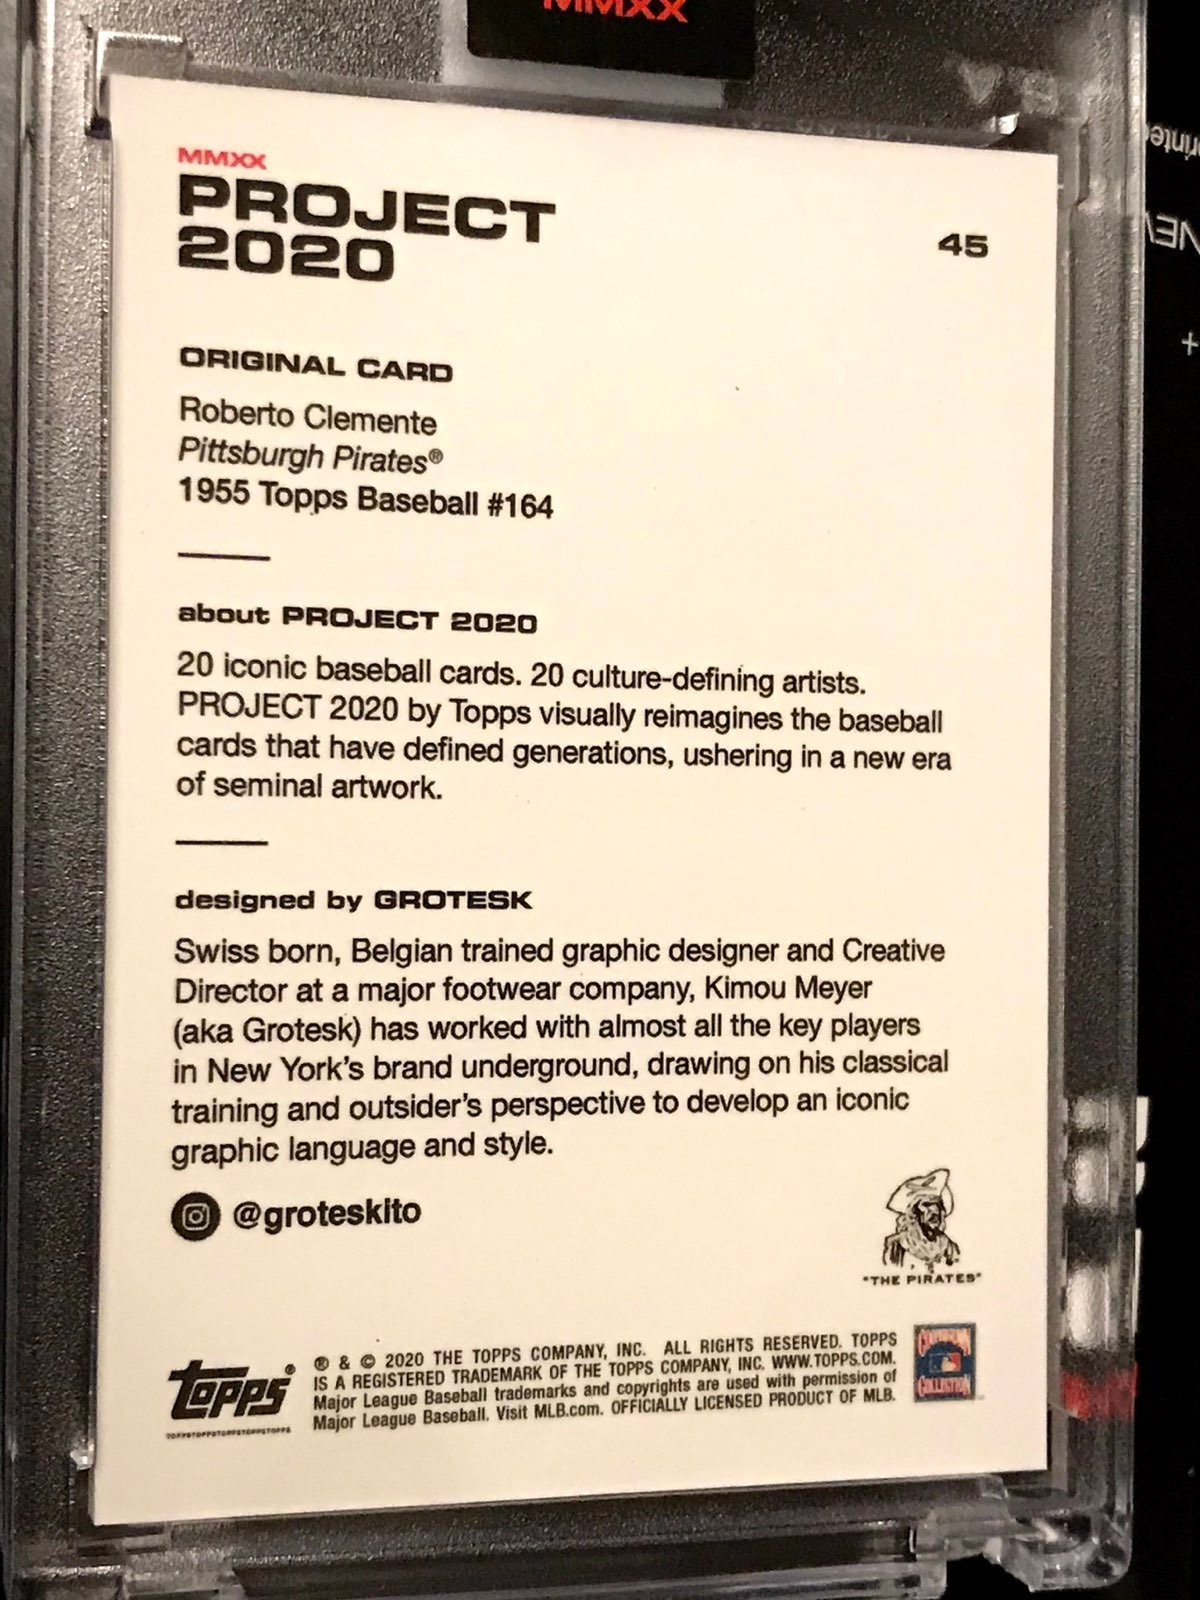 MMXX
MMXX
PROJECT
2020
45
ORIGINAL CARD
Roberto Clemente
Pittsburgh Pirates®
1955 Topps Baseball #164
about PROJECT 2020
20 iconic baseball cards. 20 culture-defining artists.
PROJECT 2020 by Topps visually reimagines the baseball
cards that have defined generations, ushering in a new era
of seminal artwork.
designed by GROTESK
Swiss born, Belgian trained graphic designer and Creative
Director at a major footwear company, Kimou Meyer
(aka Grotesk) has worked with almost all the key players
in New York's brand underground, drawing on his classical
training and outsider's perspective to develop an iconic
graphic language and style.
@groteskito
"THE PIRATES"
Topps®
TOPPSTOPPSTOPPSTOPPSTOPPS
® & © 2020 THE TOPPS COMPANY, INC. ALL RIGHTS RESERVED. TOPPS
IS A REGISTERED TRADEMARK OF THE TOPPS COMPANY, INC. WWW.TOPPS.COM.
Major League Baseball trademarks and copyrights are used with permission of
Major League Baseball. Visit MLB.com. OFFICIALLY LICENSED PRODUCT OF MLB.
COOPERSTOWN
COLLECTION